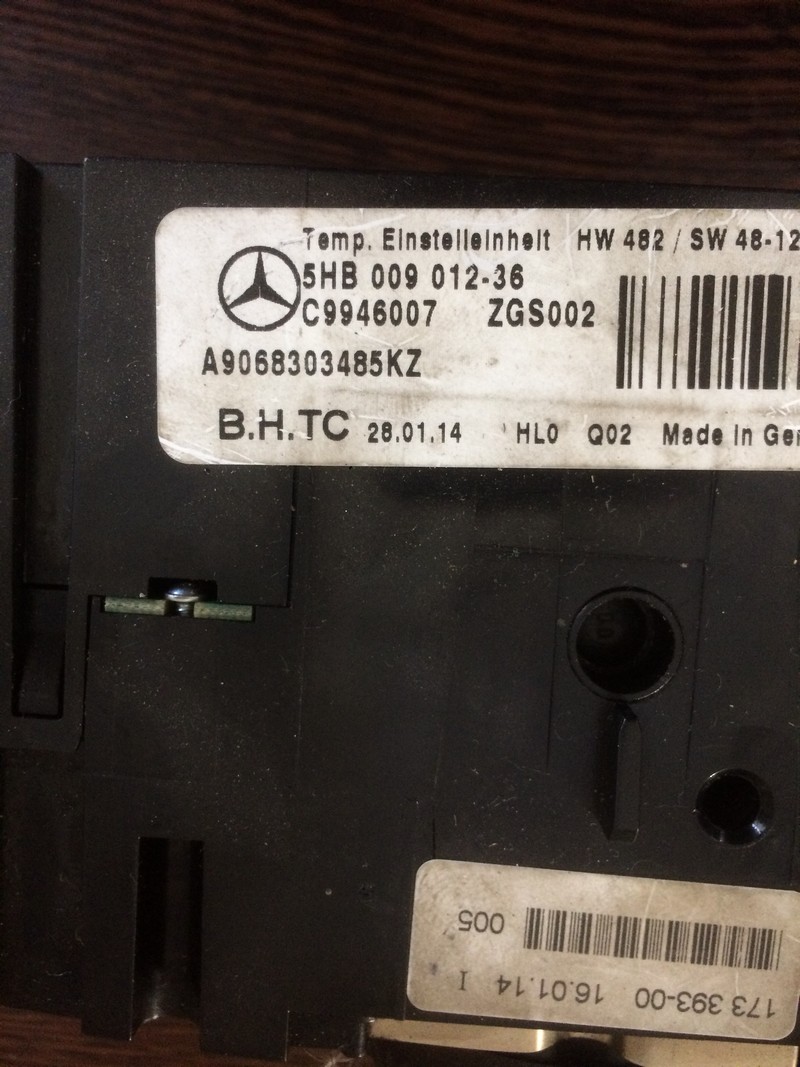 Temp. Einstelleinheit HW 482 / SW 48-12
5HB 009 012-36
C9946007 ZGS002
A9068303485KZ
B.H.TC 28.01.14 HL0 Q02 Made in Ger
173 393-00 16.01.14 I
005